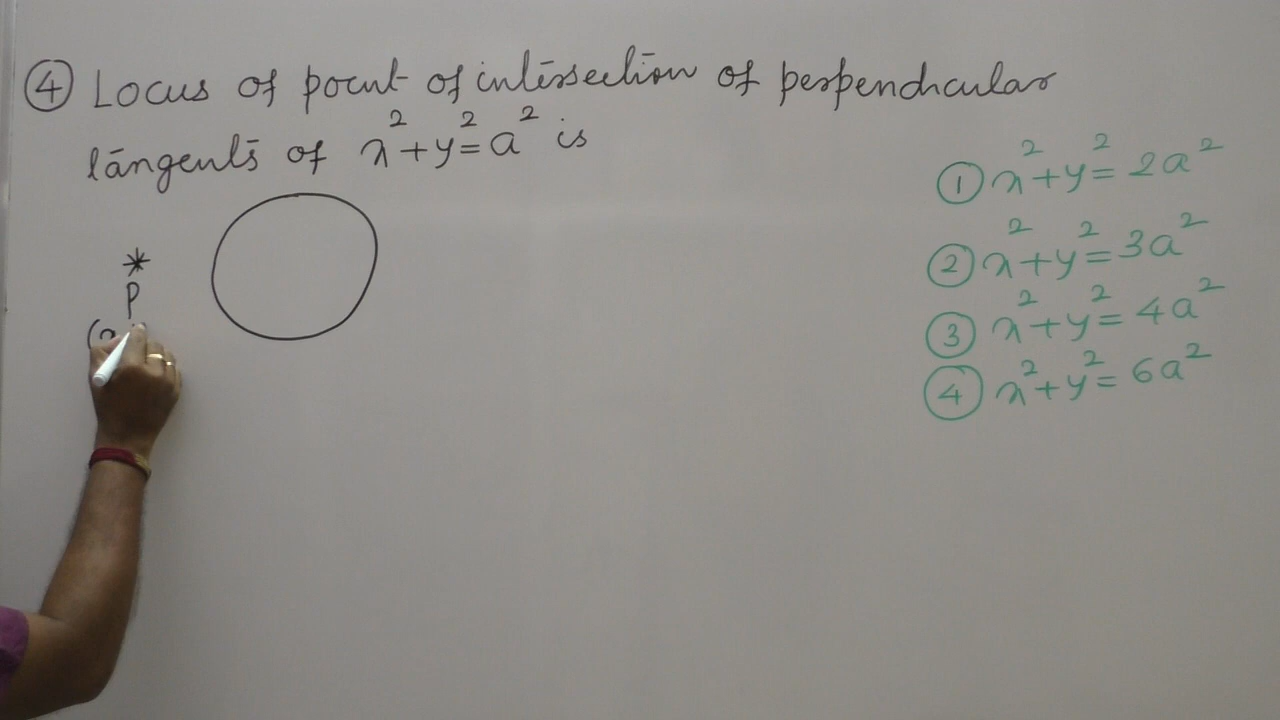 ④ Locus of point of intersection of perpendicular
tangents of x²+y²=a² is
① x²+y²=2a²
② x²+y²=3a²
③ x²+y²=4a²
④ x²+y²=6a²
P
(